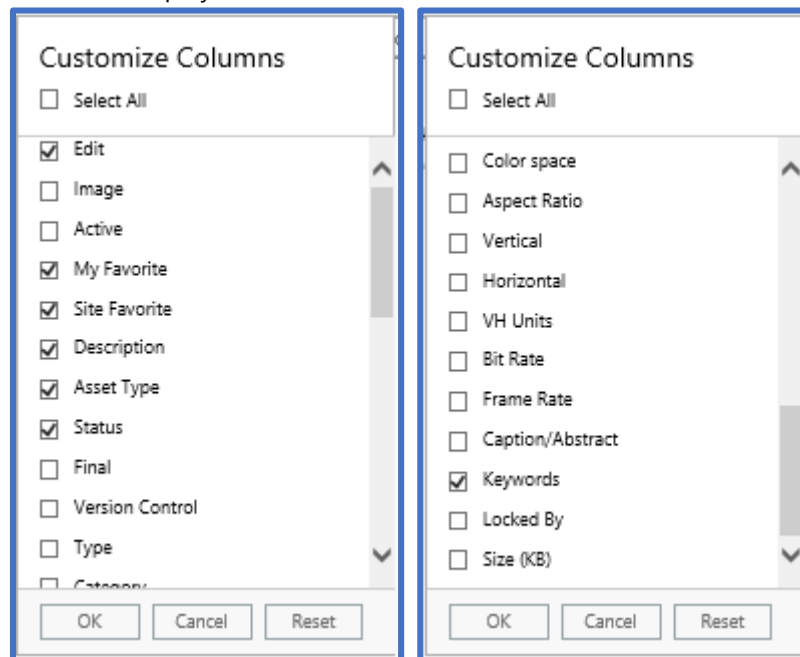 Customize Columns
Select All
Edit
Image
Active
My Favorite
Site Favorite
Description
Asset Type
Status
Final
Version Control
Type
Category
OK Cancel Reset
Customize Columns
Select All
Color space
Aspect Ratio
Vertical
Horizontal
VH Units
Bit Rate
Frame Rate
Caption/Abstract
Keywords
Locked By
Size (KB)
OK Cancel Reset